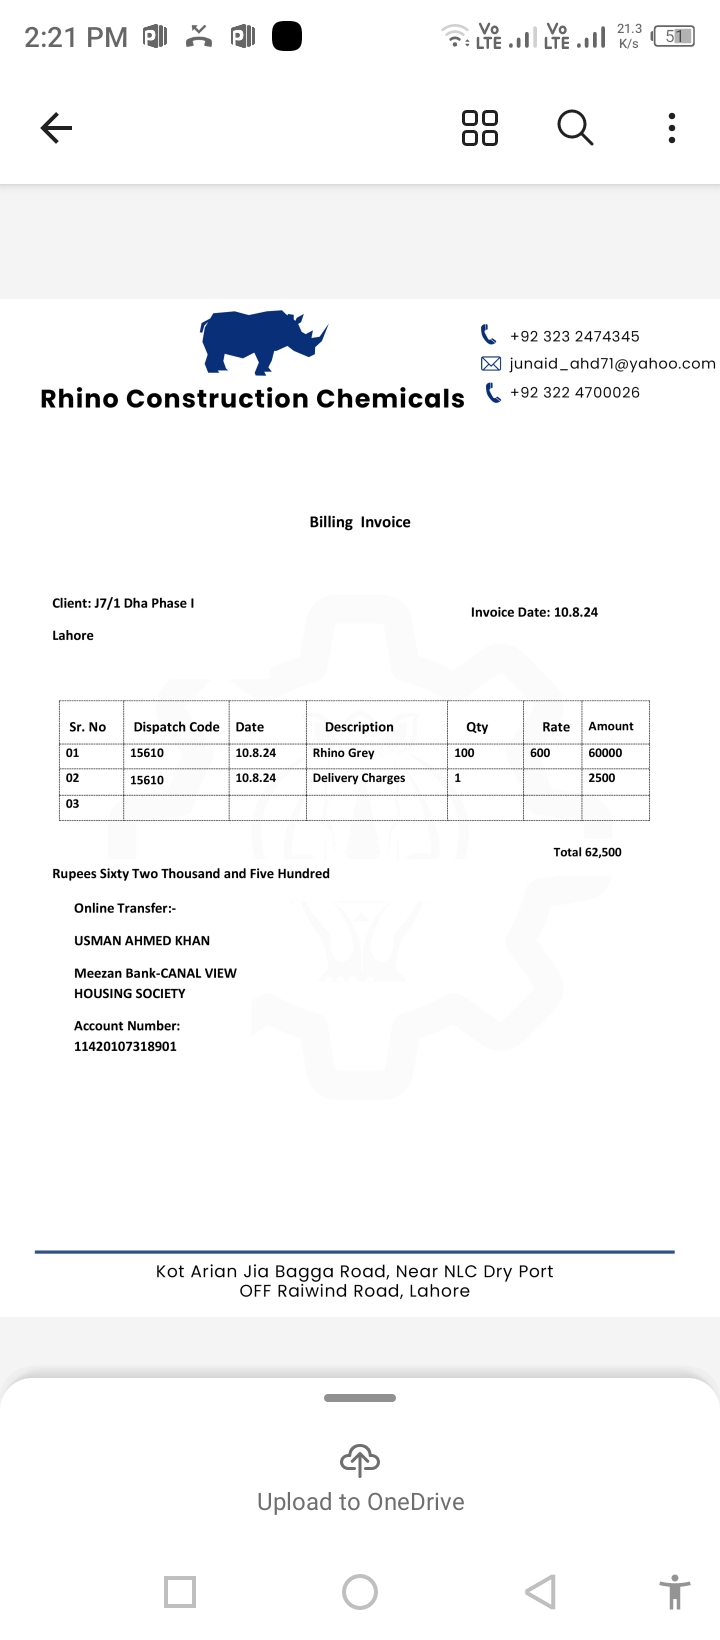 2:21 PM
Vo LTE Vo LTE 21.3 K/s 51
Rhino Construction Chemicals
+92 323 2474345
junaid_ahd71@yahoo.com
+92 322 4700026
Billing Invoice
Client: J7/1 Dha Phase I
Invoice Date: 10.8.24
Lahore
Sr. No Dispatch Code Date Description Qty Rate Amount
01 15610 10.8.24 Rhino Grey 100 600 60000
02 15610 10.8.24 Delivery Charges 1 2500
03
Total 62,500
Rupees Sixty Two Thousand and Five Hundred
Online Transfer:-
USMAN AHMED KHAN
Meezan Bank-CANAL VIEW
HOUSING SOCIETY
Account Number:
11420107318901
Kot Arian Jia Bagga Road, Near NLC Dry Port
OFF Raiwind Road, Lahore
Upload to OneDrive